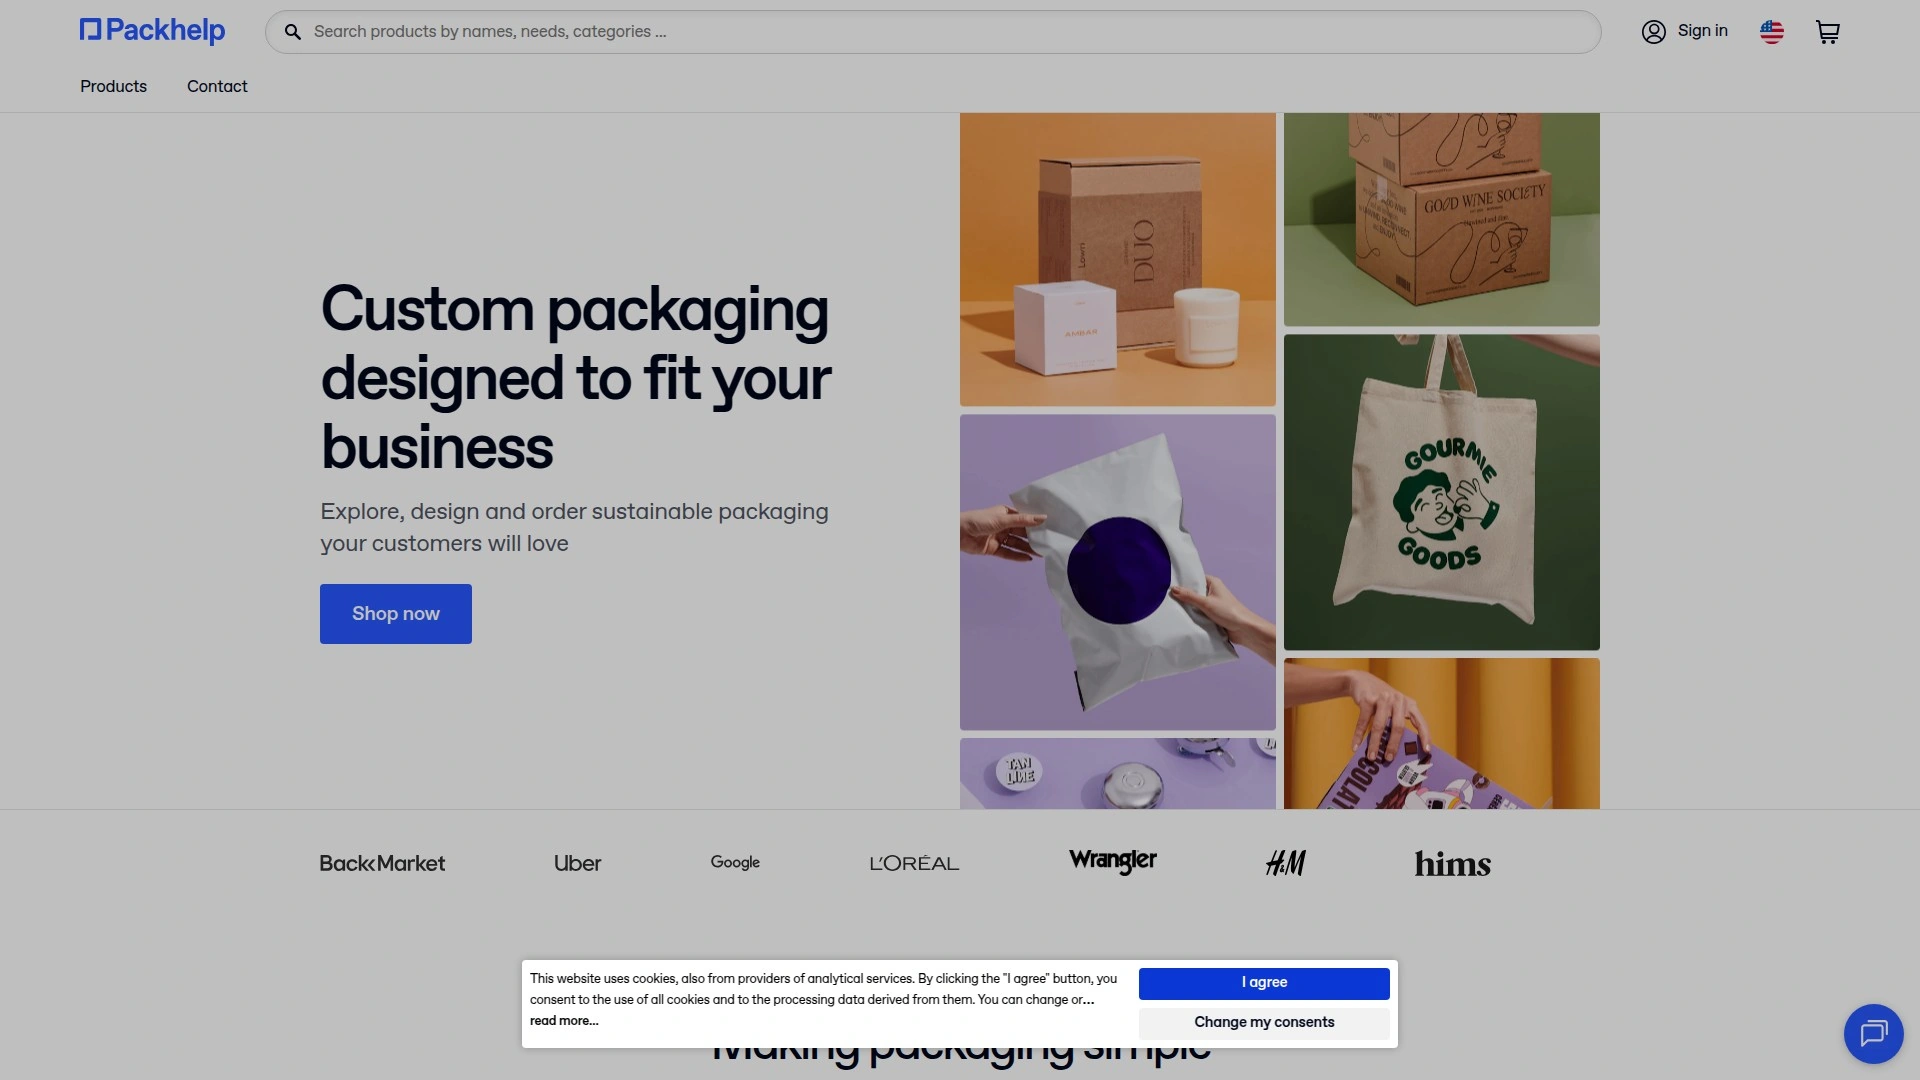 Packhelp
Search products by names, needs, categories ...
Sign in
Products
Contact
Custom packaging
designed to fit your
business
Explore, design and order sustainable packaging
your customers will love
Shop now
Lawn
DUO
AMBAR
GOOD WINE SOCIETY
GOURMIE
GOODS
TAN
LINE
Back Market
Uber
Google
L'ORÉAL
Wrangler
H&M
hims
This website uses cookies, also from providers of analytical services. By clicking the "I agree" button, you
consent to the use of all cookies and to the processing data derived from them. You can change or...
read more...
I agree
Change my consents
Making packaging simple